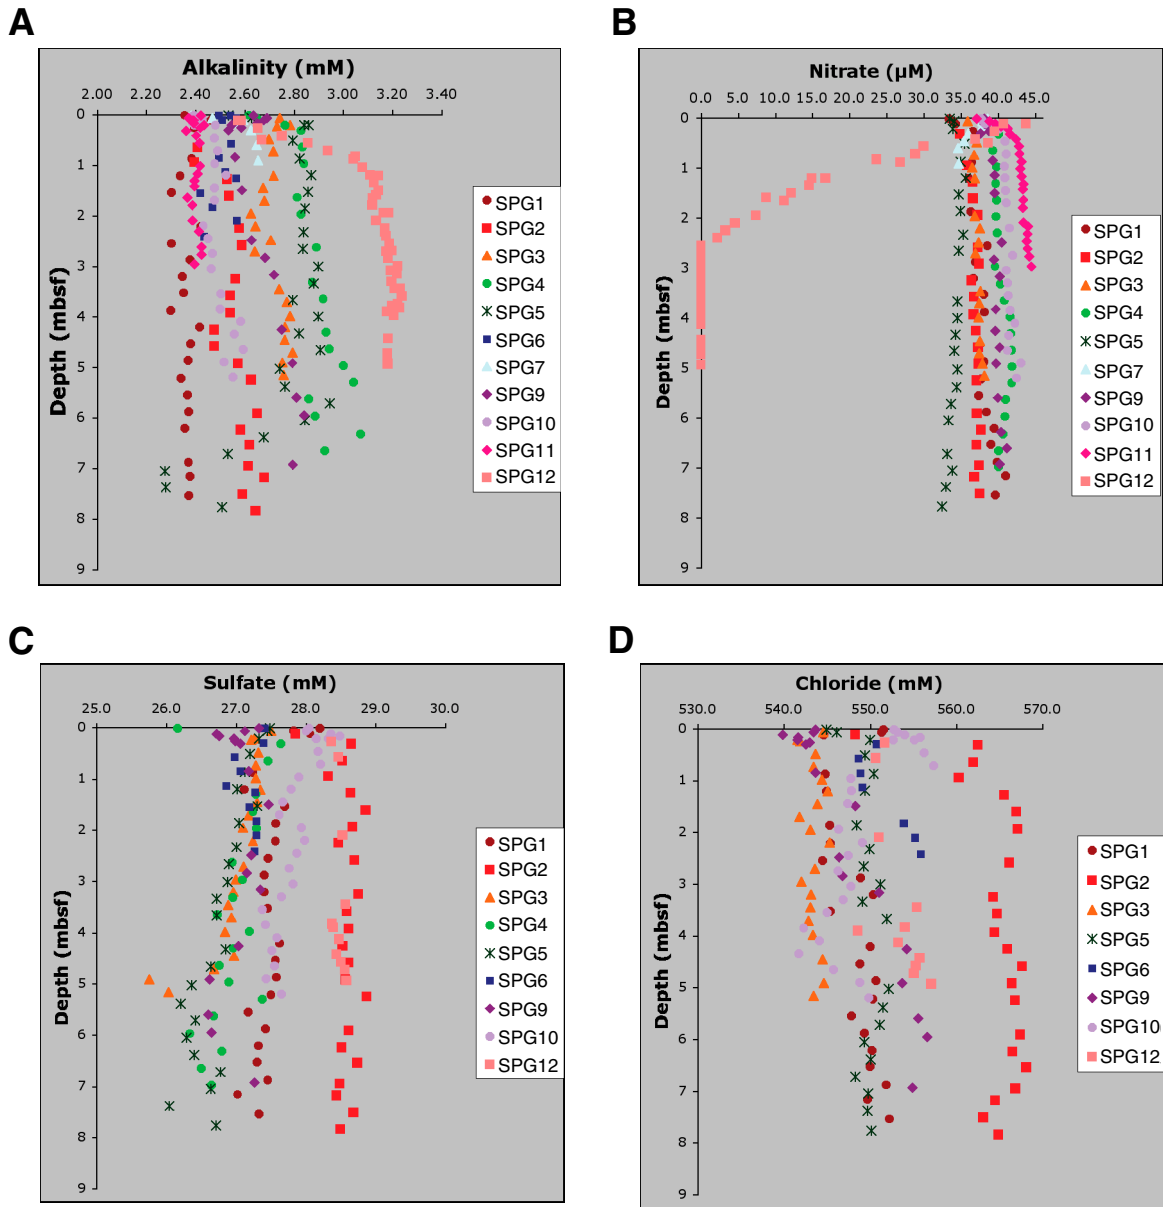 A
Alkalinity (mM)
2.00 2.20 2.40 2.60 2.80 3.00 3.20 3.40
0
1
2
3
4
5
6
7
8
9
Depth (mbsf)
SPG1
SPG2
SPG3
SPG4
SPG5
SPG6
SPG7
SPG9
SPG10
SPG11
SPG12
B
Nitrate (µM)
0.0 5.0 10.0 15.0 20.0 25.0 30.0 35.0 40.0 45.0
0
1
2
3
4
5
6
7
8
9
Depth (mbsf)
SPG1
SPG2
SPG3
SPG4
SPG5
SPG7
SPG9
SPG10
SPG11
SPG12
C
Sulfate (mM)
25.0 26.0 27.0 28.0 29.0 30.0
0
1
2
3
4
5
6
7
8
9
Depth (mbsf)
SPG1
SPG2
SPG3
SPG4
SPG5
SPG6
SPG9
SPG10
SPG12
D
Chloride (mM)
530.0 540.0 550.0 560.0 570.0
0
1
2
3
4
5
6
7
8
9
Depth (mbsf)
SPG1
SPG2
SPG3
SPG5
SPG6
SPG9
SPG10
SPG12